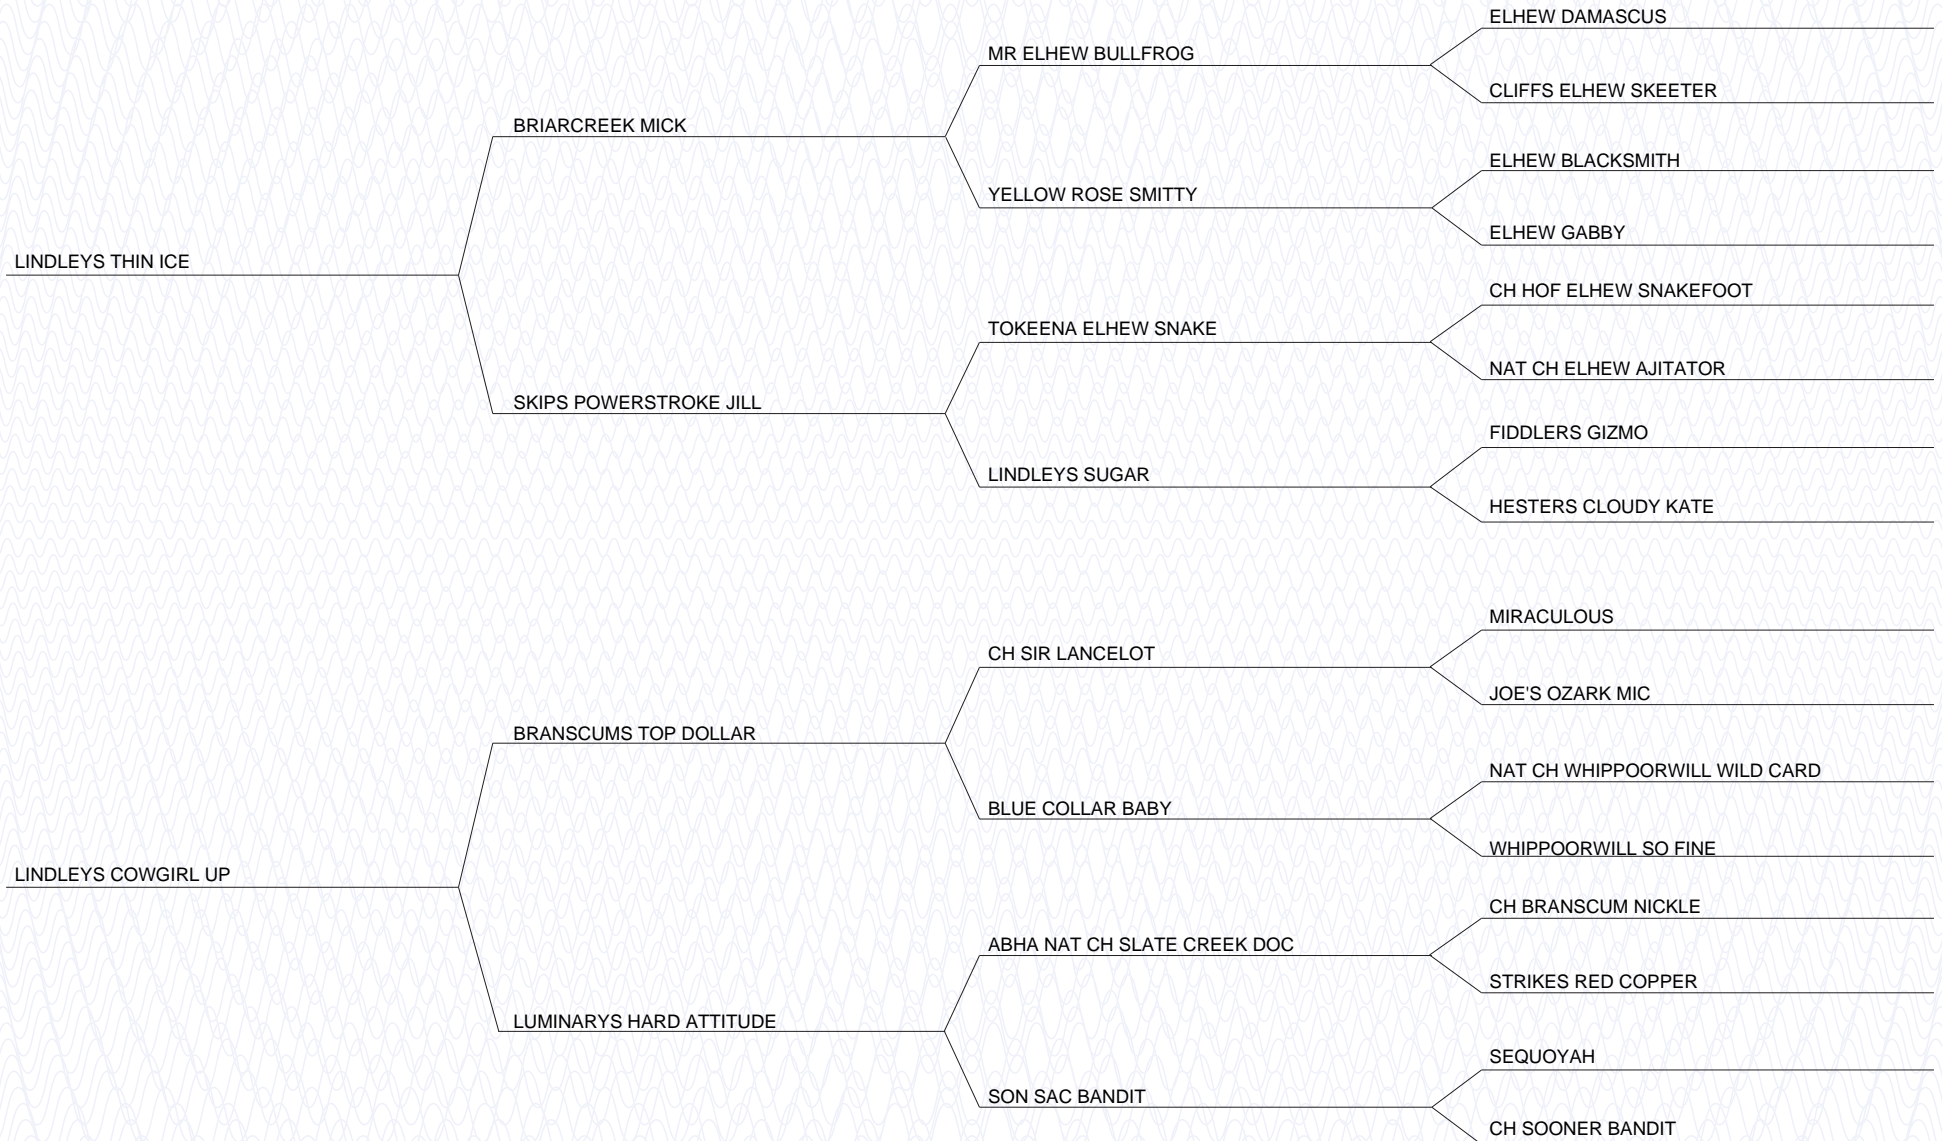 ELHEW DAMASCUS
MR ELHEW BULLFROG
CLIFFS ELHEW SKEETER
BRIARCREEK MICK
ELHEW BLACKSMITH
YELLOW ROSE SMITTY
ELHEW GABBY
LINDLEYS THIN ICE
CH HOF ELHEW SNAKEFOOT
TOKEENA ELHEW SNAKE
NAT CH ELHEW AJITATOR
SKIPS POWERSTROKE JILL
FIDDLERS GIZMO
LINDLEYS SUGAR
HESTERS CLOUDY KATE
MIRACULOUS
CH SIR LANCELOT
JOE'S OZARK MIC
BRANSCUMS TOP DOLLAR
NAT CH WHIPPOORWILL WILD CARD
BLUE COLLAR BABY
WHIPPOORWILL SO FINE
LINDLEYS COWGIRL UP
CH BRANSCUM NICKLE
ABHA NAT CH SLATE CREEK DOC
STRIKES RED COPPER
LUMINARYS HARD ATTITUDE
SEQUOYAH
SON SAC BANDIT
CH SOONER BANDIT